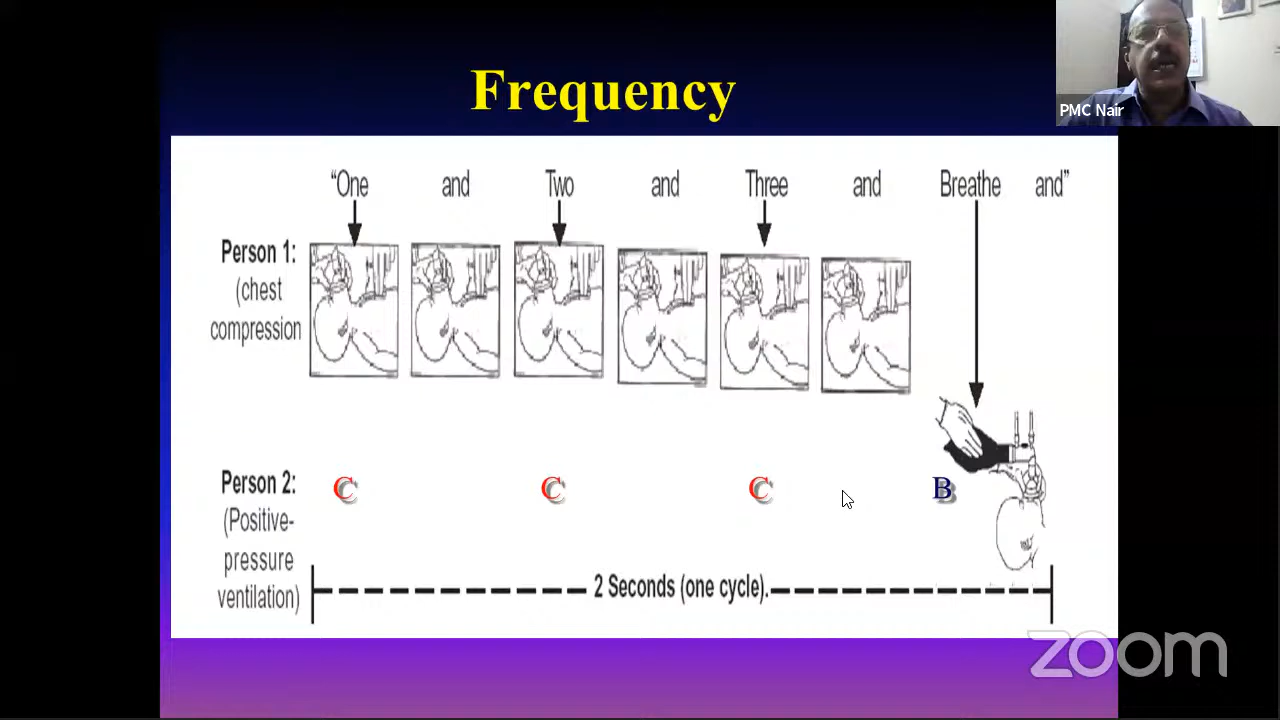 Frequency
PMC Nair
“One and Two and Three and Breathe and”
Person 1:
(chest
compression
Person 2:
(Positive-
pressure
ventilation)
C C C B
2 Seconds (one cycle).
zoom